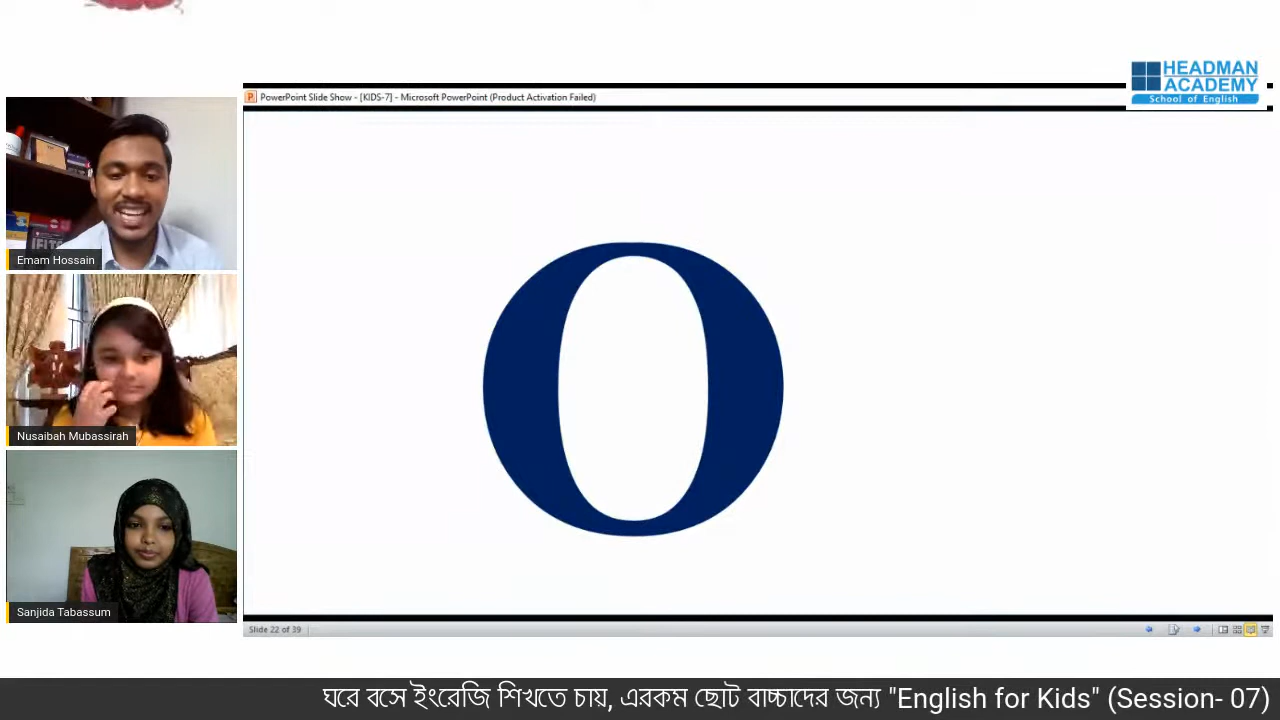 HEADMAN
ACADEMY
School of English
PowerPoint Slide Show - [KIDS-7] - Microsoft PowerPoint (Product Activation Failed)
Emam Hossain
Nusaibah Mubassirah
Sanjida Tabassum
O
Slide 22 of 39
ঘরে বসে ইংরেজি শিখতে চায়, এরকম ছোট বাচ্চাদের জন্য "English for Kids" (Session- 07)